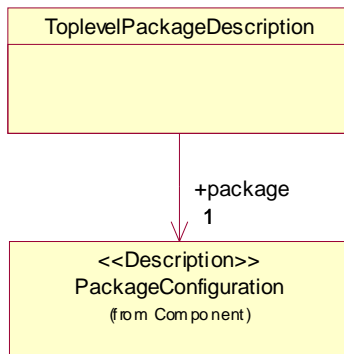 ToplevelPackageDescription
+package
1
<<Description>>
PackageConfiguration
(from Component)